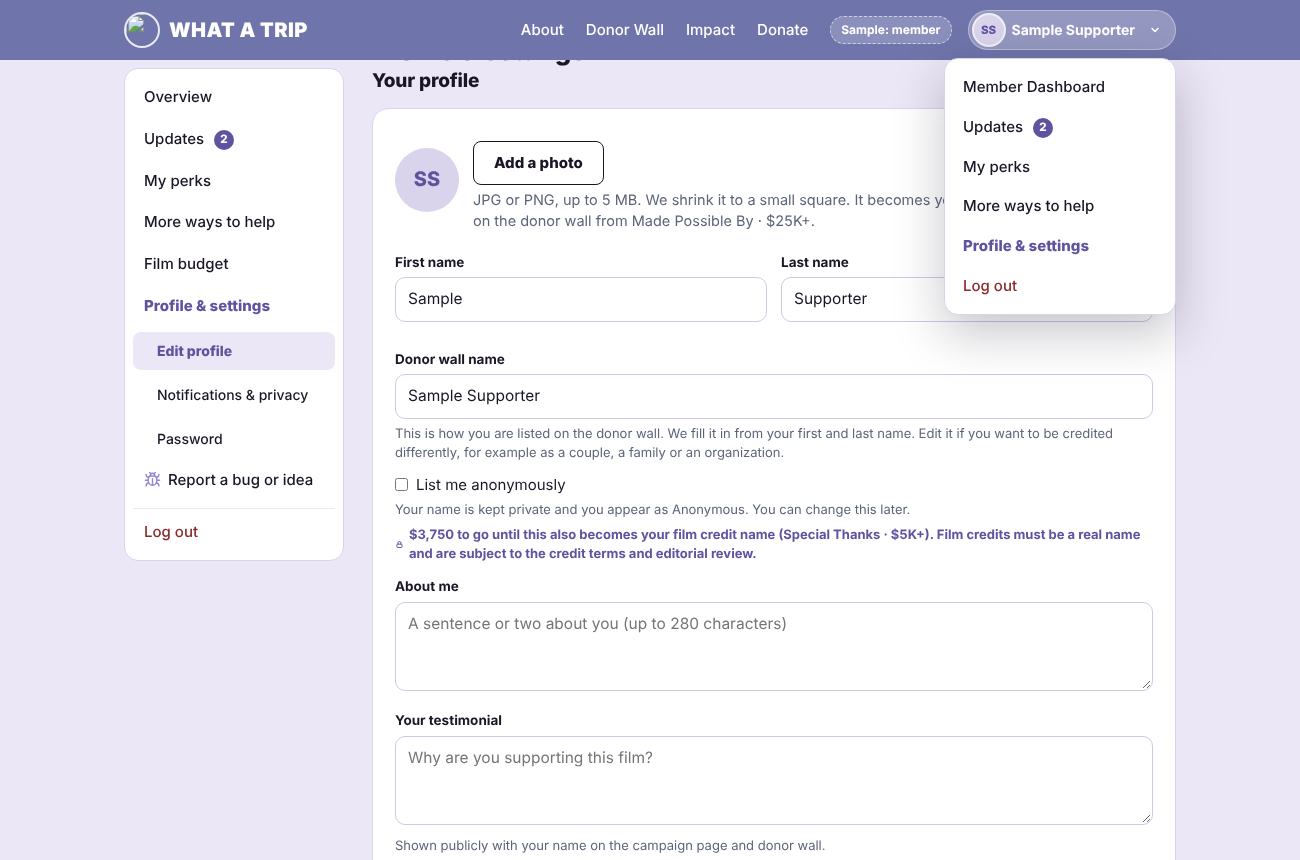 WHAT A TRIP
About
Donor Wall
Impact
Donate
Sample: member
SS
Sample Supporter
Member Dashboard
Updates 2
My perks
More ways to help
Profile & settings
Log out
Overview
Updates 2
My perks
More ways to help
Film budget
Profile & settings
Edit profile
Notifications & privacy
Password
Report a bug or idea
Log out
Your profile
SS
Add a photo
JPG or PNG, up to 5 MB. We shrink it to a small square. It becomes
on the donor wall from Made Possible By · $25K+.
First name
Sample
Last name
Supporter
Donor wall name
Sample Supporter
This is how you are listed on the donor wall. We fill it in from your first and last name. Edit it if you want to be credited
differently, for example as a couple, a family or an organization.
List me anonymously
Your name is kept private and you appear as Anonymous. You can change this later.
$3,750 to go until this also becomes your film credit name (Special Thanks · $5K+). Film credits must be a real name
and are subject to the credit terms and editorial review.
About me
A sentence or two about you (up to 280 characters)
Your testimonial
Why are you supporting this film?
Shown publicly with your name on the campaign page and donor wall.